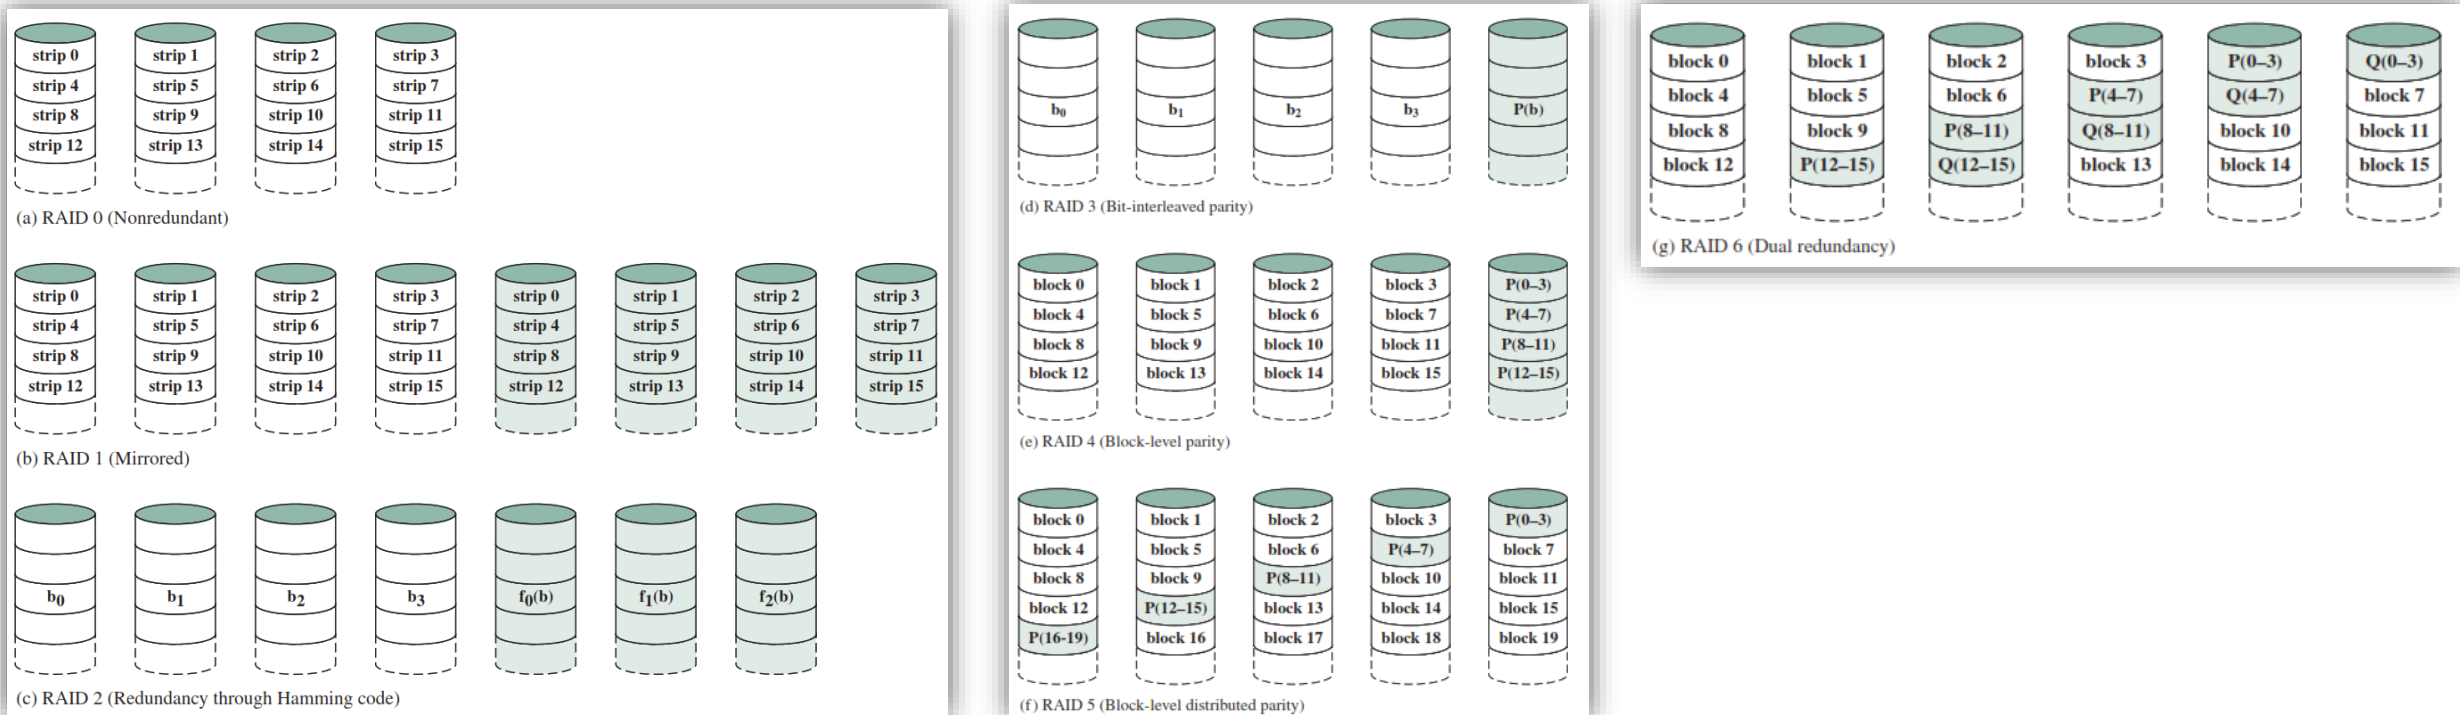 strip 0 strip 1 strip 2 strip 3
strip 4 strip 5 strip 6 strip 7
strip 8 strip 9 strip 10 strip 11
strip 12 strip 13 strip 14 strip 15
(a) RAID 0 (Nonredundant)
strip 0 strip 1 strip 2 strip 3 strip 0 strip 1 strip 2 strip 3
strip 4 strip 5 strip 6 strip 7 strip 4 strip 5 strip 6 strip 7
strip 8 strip 9 strip 10 strip 11 strip 8 strip 9 strip 10 strip 11
strip 12 strip 13 strip 14 strip 15 strip 12 strip 13 strip 14 strip 15
(b) RAID 1 (Mirrored)
b0 b1 b2 b3 f0(b) f1(b) f2(b)
(c) RAID 2 (Redundancy through Hamming code)
b0 b1 b2 b3 P(b)
(d) RAID 3 (Bit-interleaved parity)
block 0 block 1 block 2 block 3 P(0–3)
block 4 block 5 block 6 block 7 P(4–7)
block 8 block 9 block 10 block 11 P(8–11)
block 12 block 13 block 14 block 15 P(12–15)
(e) RAID 4 (Block-level parity)
block 0 block 1 block 2 block 3 P(0–3)
block 4 block 5 block 6 P(4–7) block 7
block 8 block 9 P(8–11) block 10 block 11
block 12 P(12–15) block 13 block 14 block 15
P(16-19) block 16 block 17 block 18 block 19
(f) RAID 5 (Block-level distributed parity)
block 0 block 1 block 2 block 3 P(0–3) Q(0–3)
block 4 block 5 block 6 P(4–7) Q(4–7) block 7
block 8 block 9 P(8–11) Q(8–11) block 10 block 11
block 12 P(12–15) Q(12–15) block 13 block 14 block 15
(g) RAID 6 (Dual redundancy)